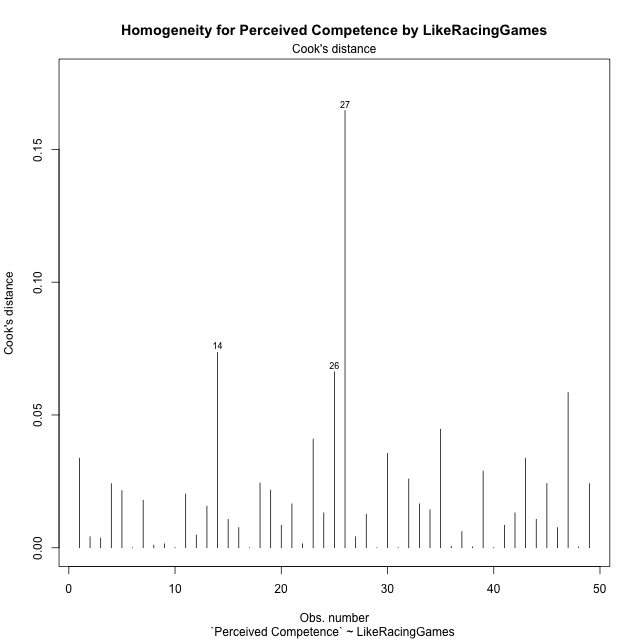 Homogeneity for Perceived Competence by LikeRacingGames
Cook's distance
27
0.15
0.10
Cook's distance
14
26
0.05
0.00
0 10 20 30 40 50
Obs. number
`Perceived Competence` ~ LikeRacingGames